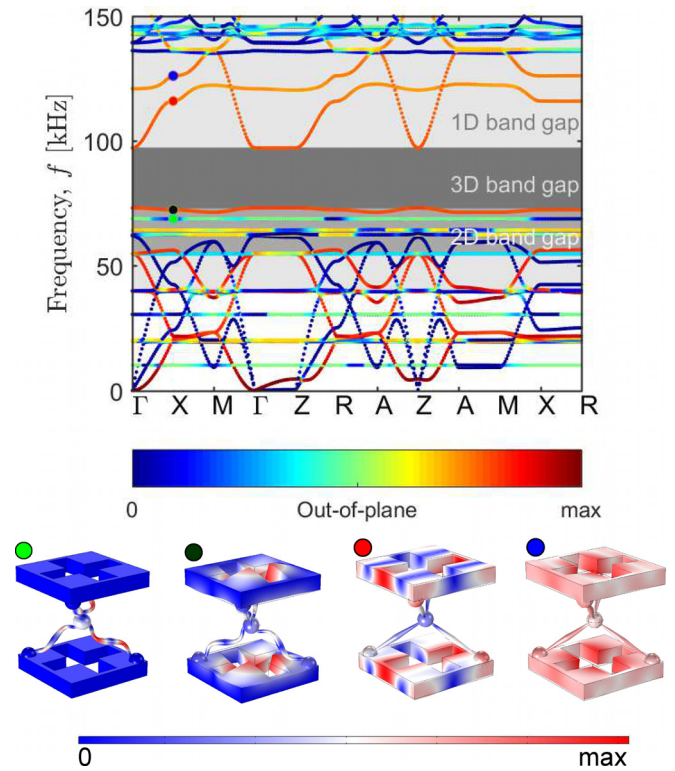 150
100
50
0
Frequency, f [kHz]
1D band gap
3D band gap
2D band gap
Γ X M Γ Z R A Z A M X R
0 Out-of-plane max
0 max